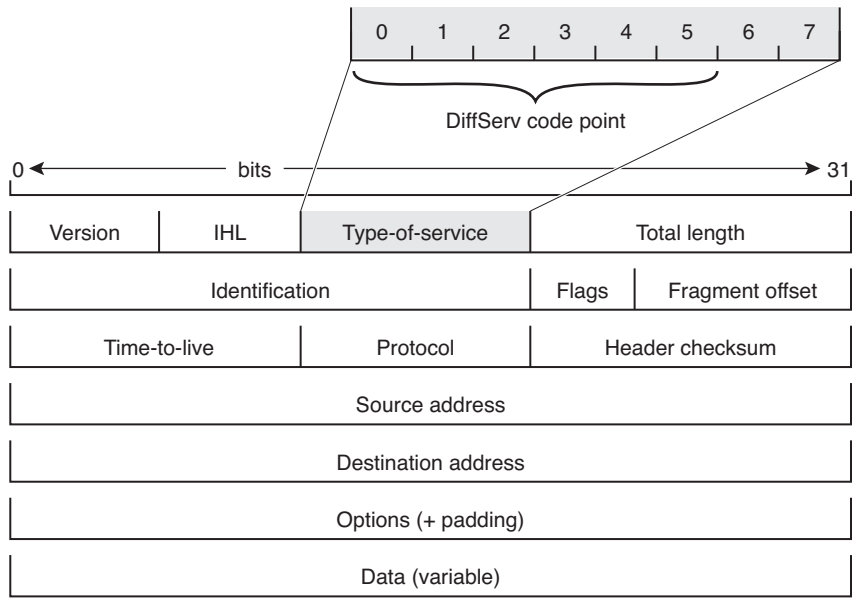 0 1 2 3 4 5 6 7
DiffServ code point
0 bits 31
Version IHL Type-of-service Total length
Identification Flags Fragment offset
Time-to-live Protocol Header checksum
Source address
Destination address
Options (+ padding)
Data (variable)